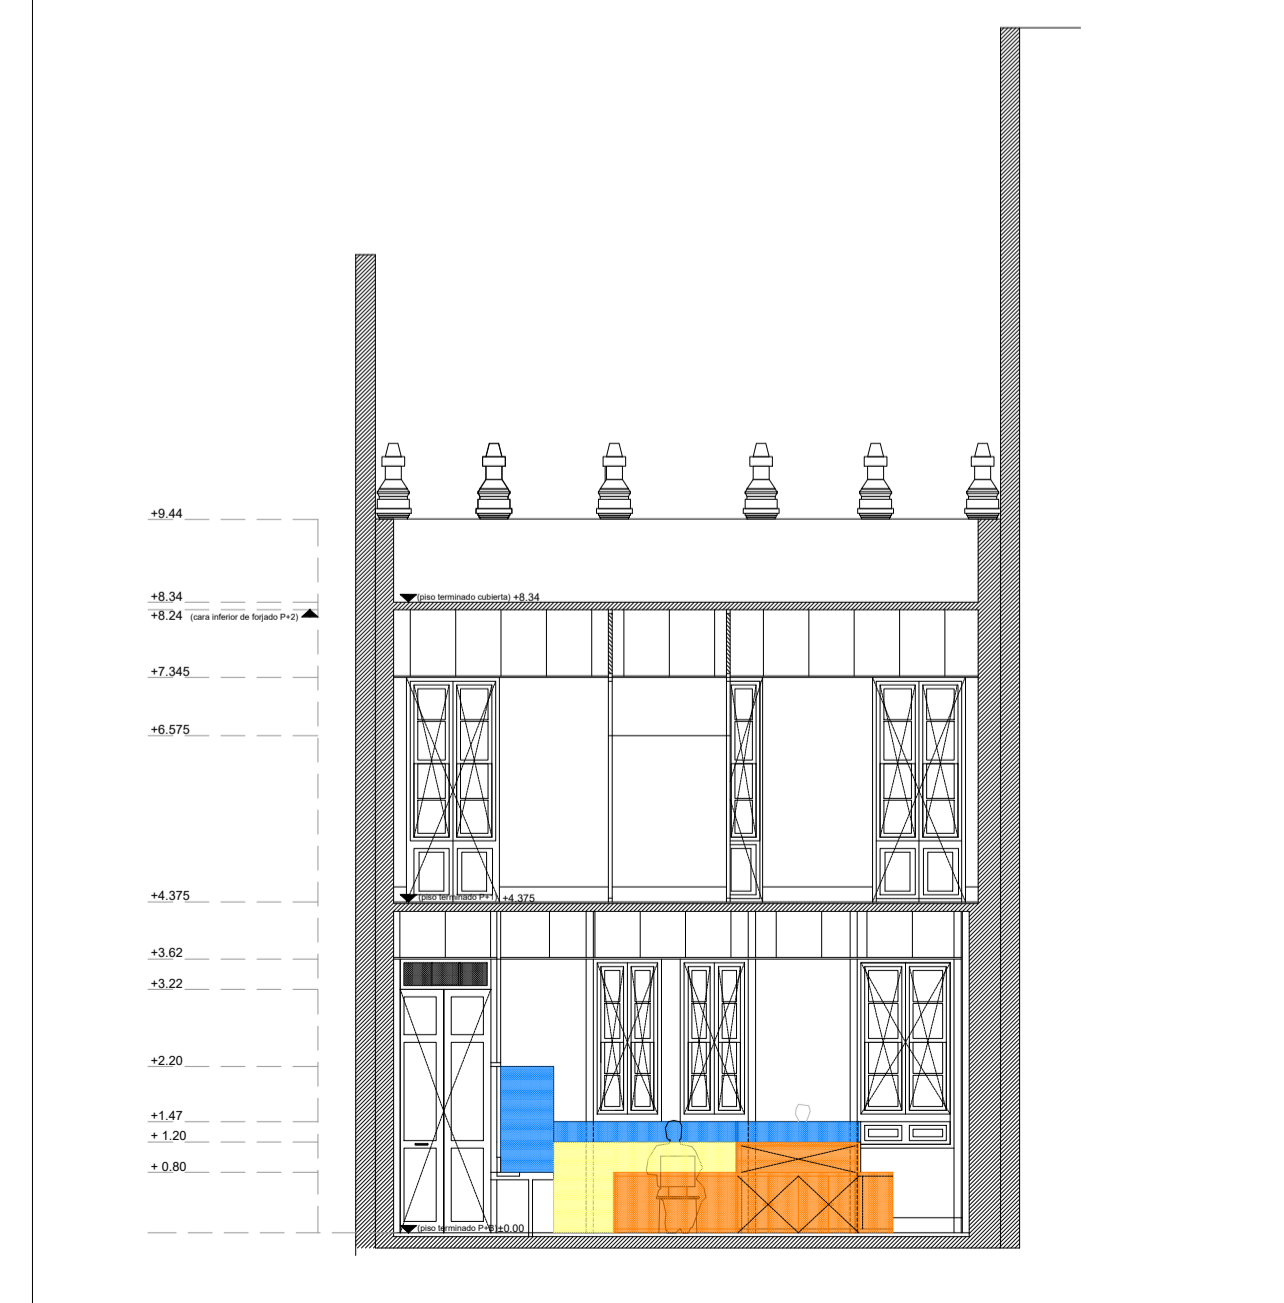 +9.44
+8.34
(piso terminado cubierta) +8.34
+8.24 (cara inferior de forjado P+2)
+7.345
+6.575
+4.375
(piso terminado P+1) +4.375
+3.62
+3.22
+2.20
+1.47
+ 1.20
+ 0.80
(piso terminado ±0.00